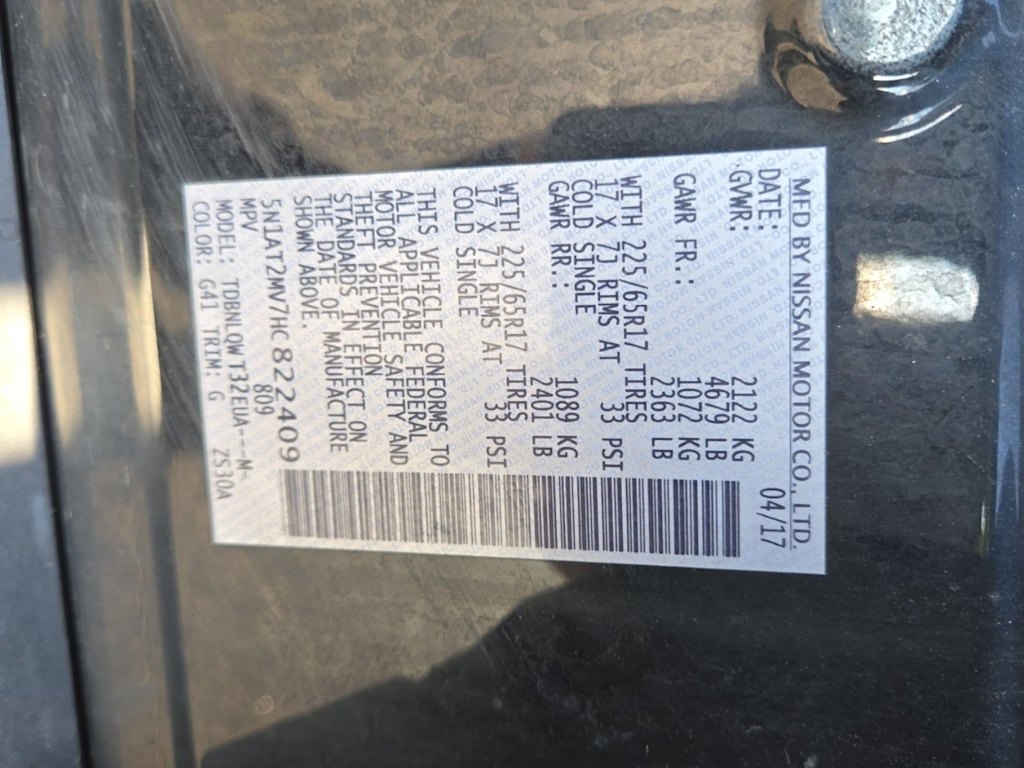 MFD BY NISSAN MOTOR CO., LTD.
DATE: 04/17
GVWR: 2122 KG
4679 LB
GAWR FR.: 1072 KG
2363 LB
WITH 225/65R17 TIRES
17 X 7J RIMS AT 33 PSI
COLD SINGLE
GAWR RR.: 1089 KG
2401 LB
WITH 225/65R17 TIRES
17 X 7J RIMS AT 33 PSI
COLD SINGLE
THIS VEHICLE CONFORMS TO
ALL APPLICABLE FEDERAL
MOTOR VEHICLE SAFETY AND
THEFT PREVENTION
STANDARDS IN EFFECT ON
THE DATE OF MANUFACTURE
SHOWN ABOVE.
5N1AT2MV7HC822409
MPV 809
MODEL: TDBNLQWT32EUA---M-
COLOR: G41 TRIM: G ZS30A